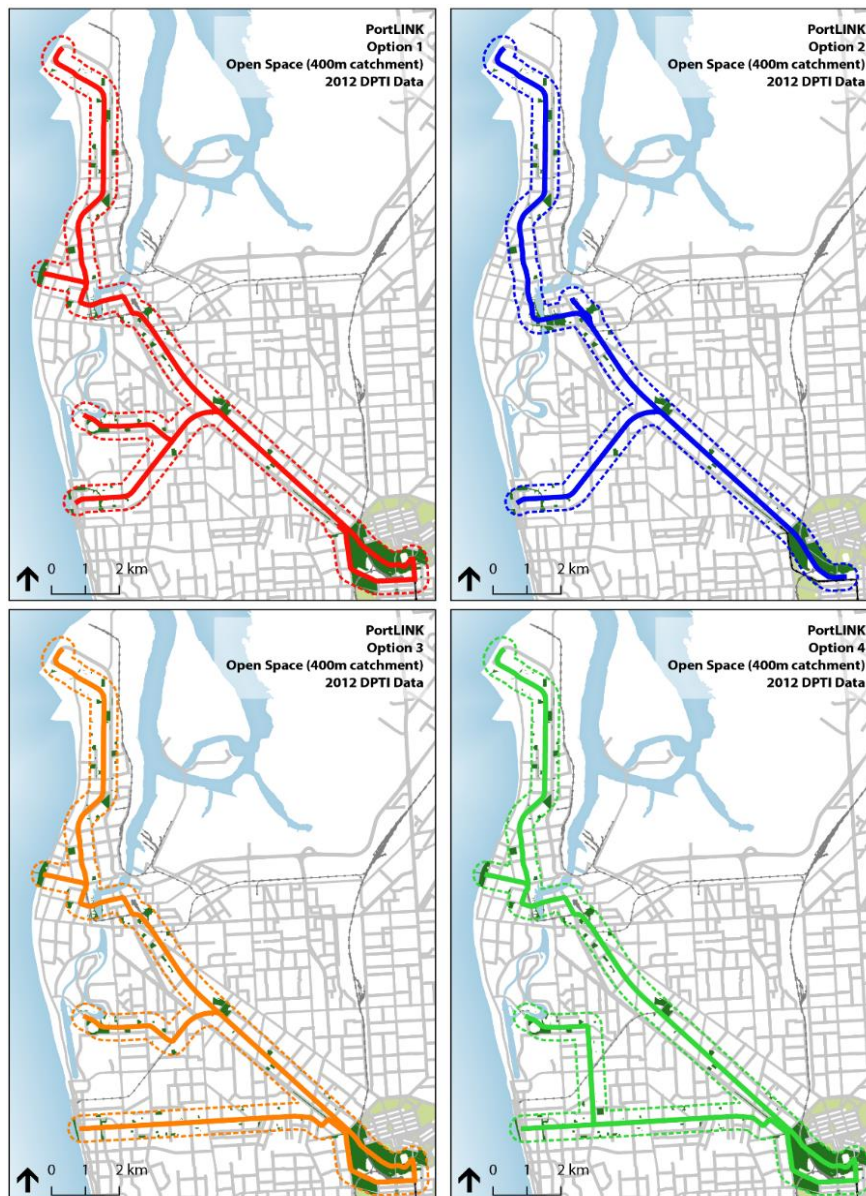 PortLINK
Option 1
Open Space (400m catchment)
2012 DPTI Data
0 1 2 km
PortLINK
Option 2
Open Space (400m catchment)
2012 DPTI Data
0 1 2 km
PortLINK
Option 3
Open Space (400m catchment)
2012 DPTI Data
0 1 2 km
PortLINK
Option 4
Open Space (400m catchment)
2012 DPTI Data
0 1 2 km